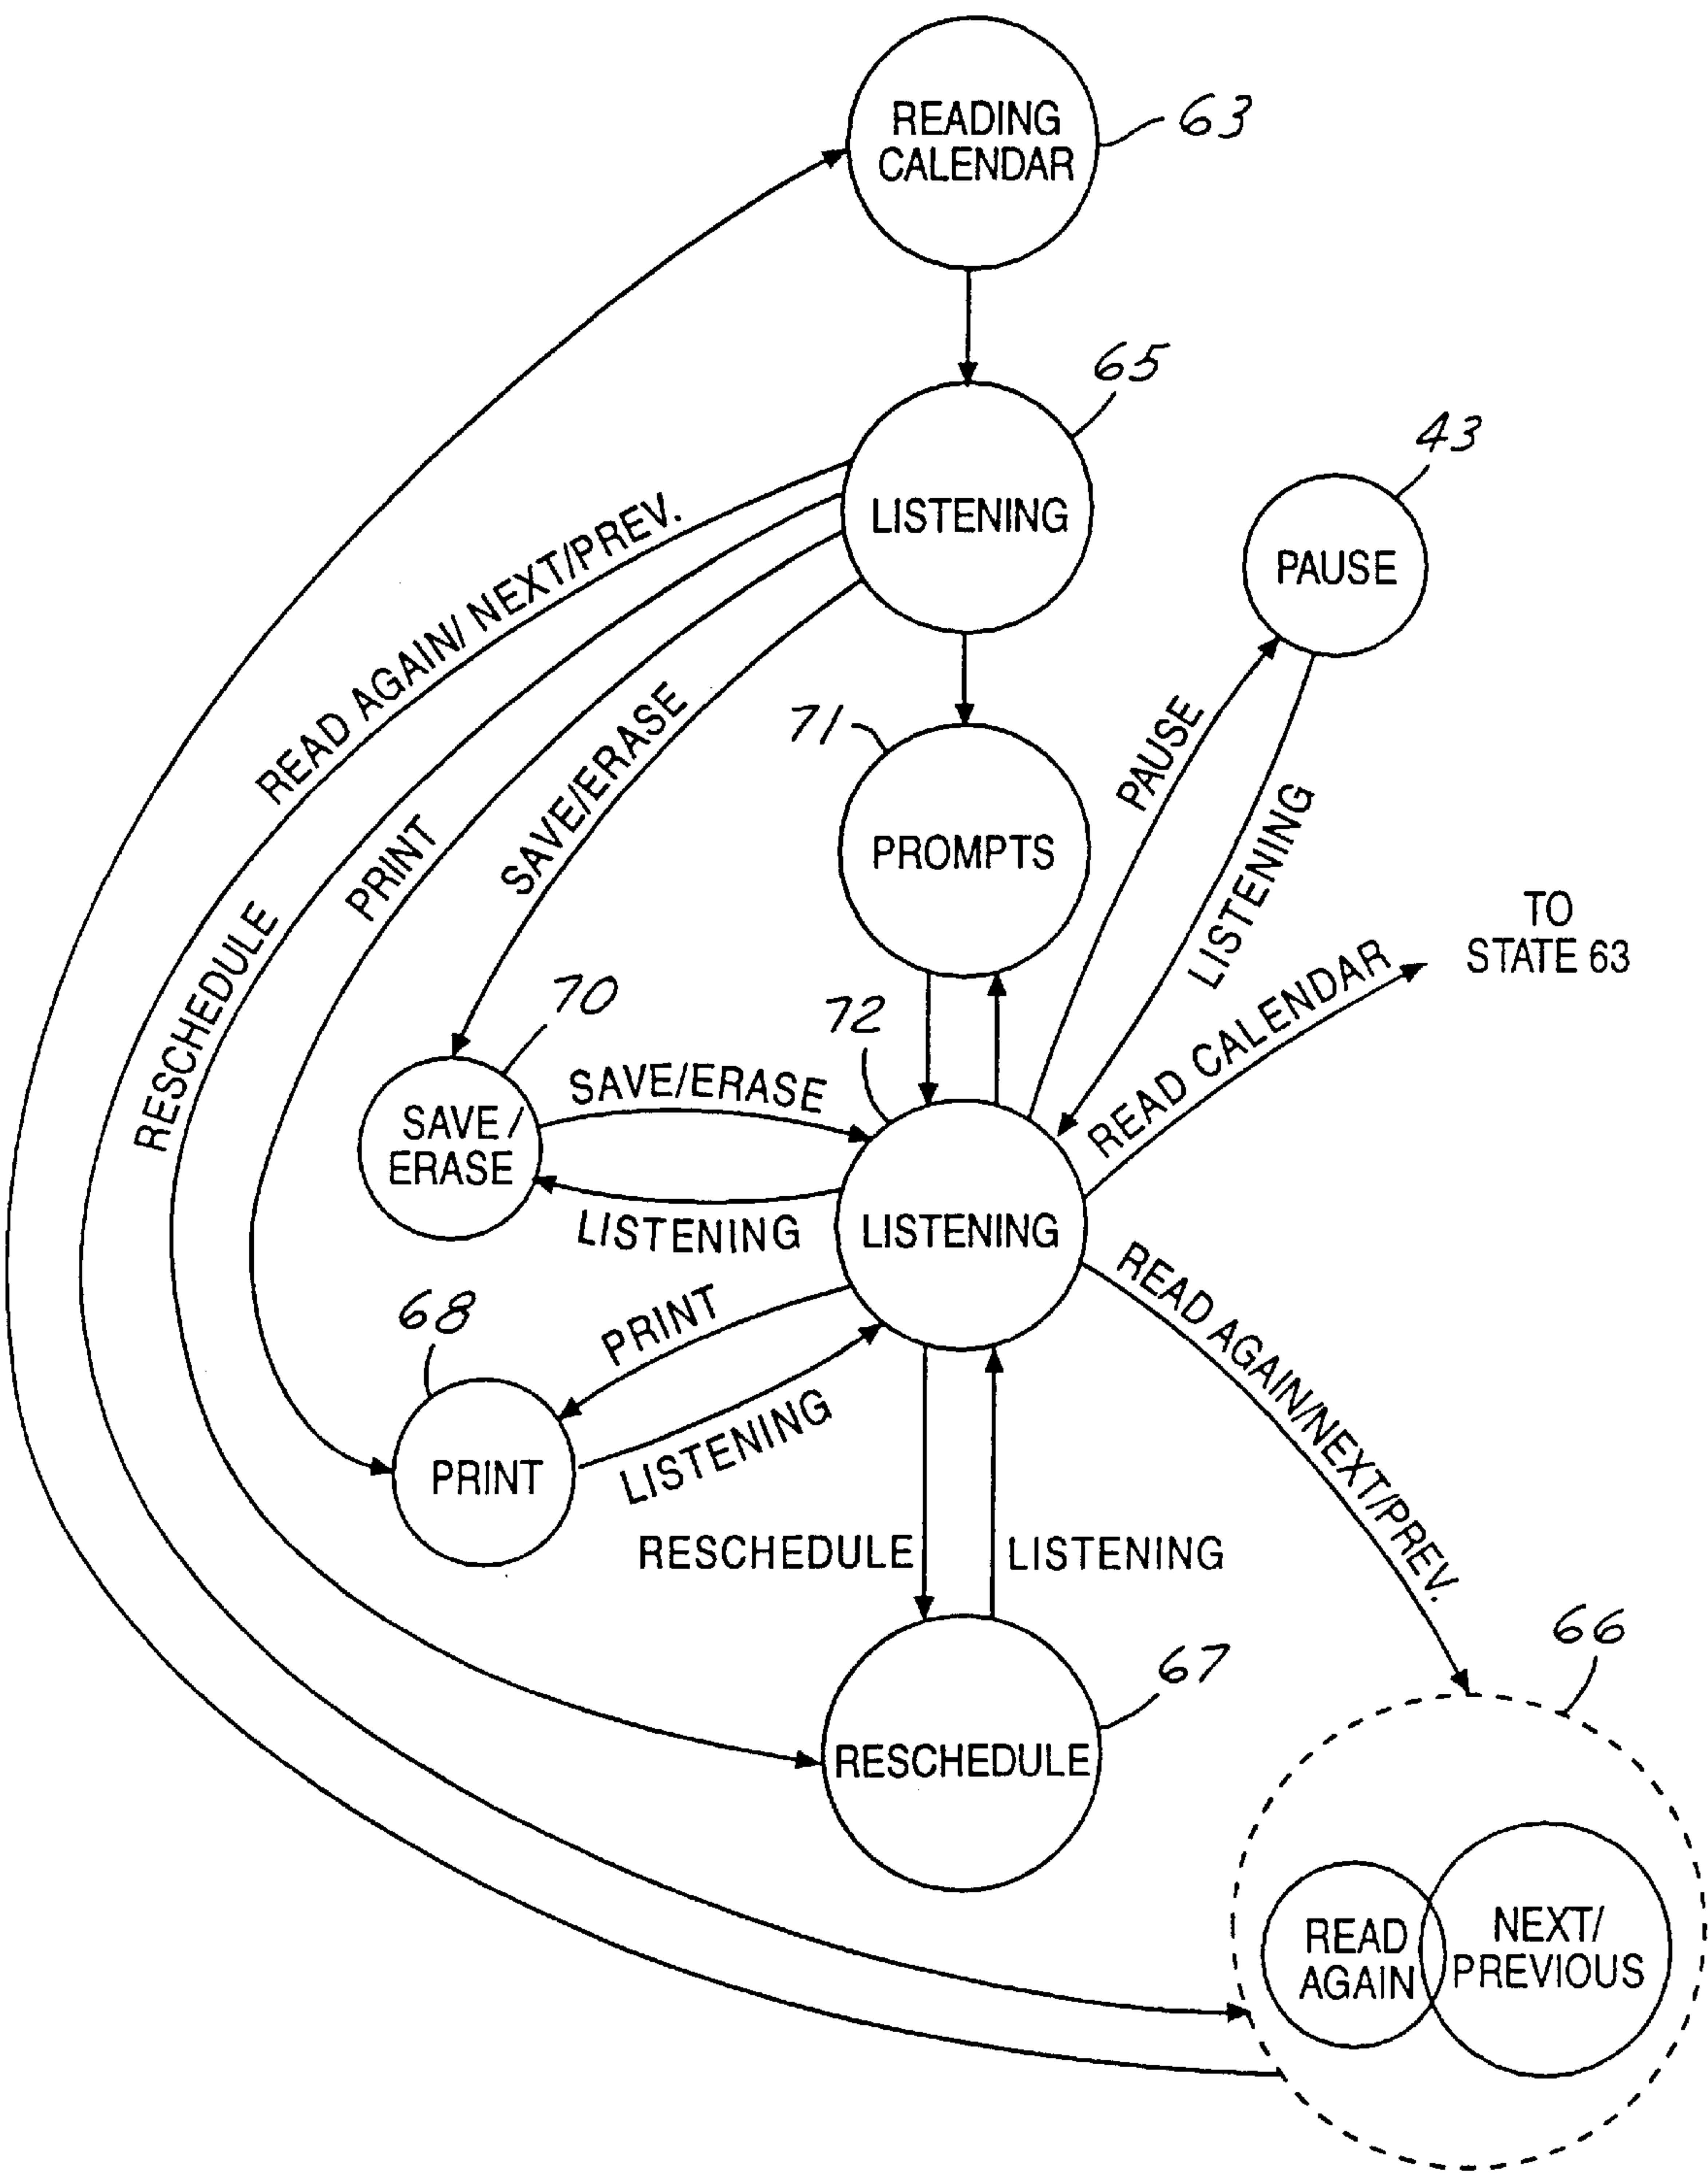 READING
CALENDAR
63
65
LISTENING
43
PAUSE
READ AGAIN/ NEXT/PREV.
SAVE/ERASE
PRINT
RESCHEDULE
71
PROMPTS
PAUSE
LISTENING
TO
STATE 63
READ CALENDAR
70
72
SAVE/
ERASE
SAVE/ERASE
LISTENING
LISTENING
68
PRINT
PRINT
LISTENING
READ AGAIN/NEXT/PREV.
RESCHEDULE
LISTENING
67
RESCHEDULE
66
READ
AGAIN
NEXT/
PREVIOUS